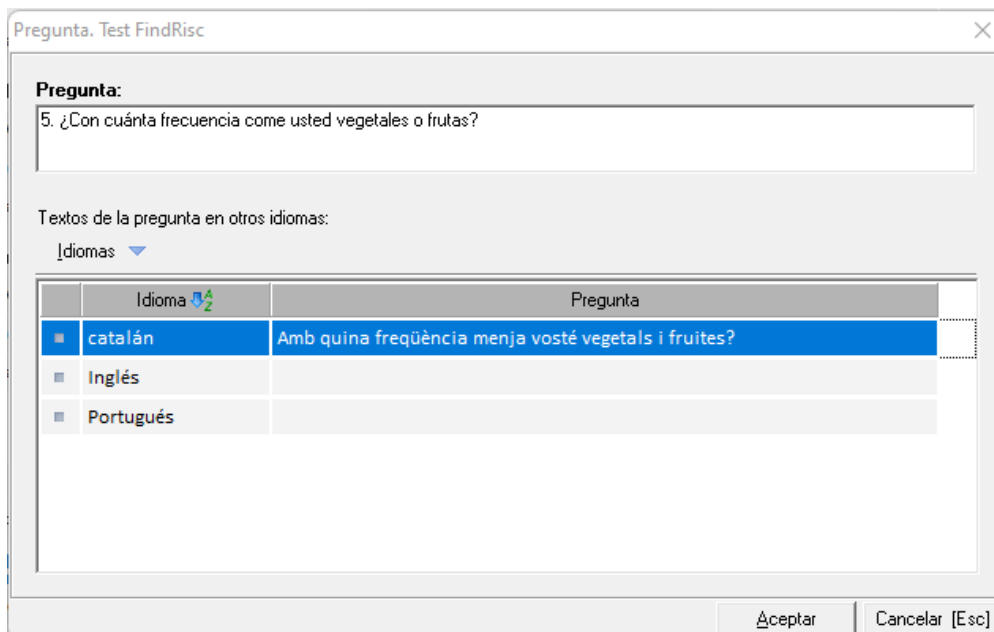 Pregunta. Test FindRisc
Pregunta:
5. ¿Con cuánta frecuencia come usted vegetales o frutas?
Textos de la pregunta en otros idiomas:
Idiomas
Idioma Pregunta
catalán Amb quina freqüència menja vosté vegetals i fruites?
Inglés
Portugués
Aceptar Cancelar [Esc]